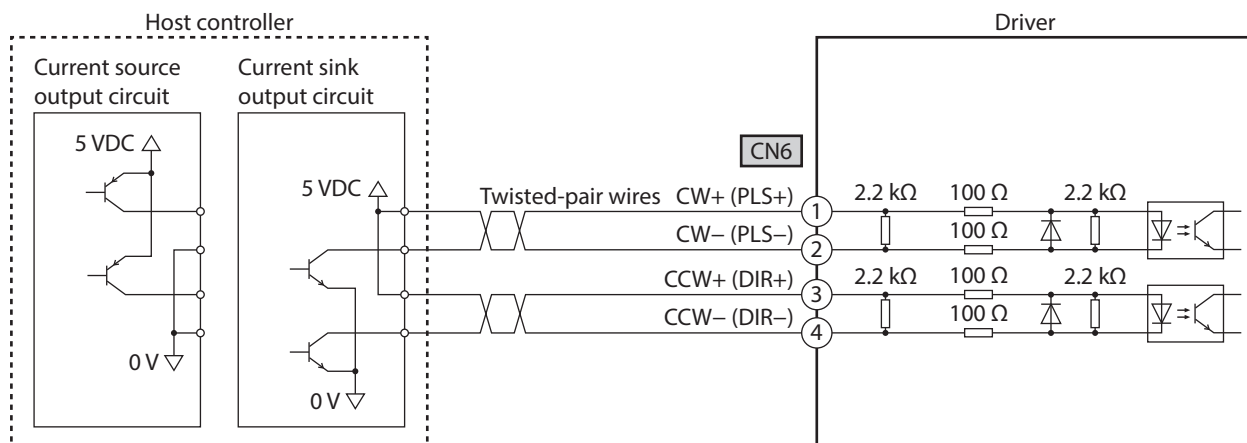 Host controller
Driver
Current source
output circuit
Current sink
output circuit
5 VDC
5 VDC
0 V
0 V
Twisted-pair wires
CN6
CW+ (PLS+)
1
2.2 kΩ
100 Ω
2.2 kΩ
CW− (PLS−)
2
100 Ω
CCW+ (DIR+)
3
2.2 kΩ
100 Ω
2.2 kΩ
CCW− (DIR−)
4
100 Ω